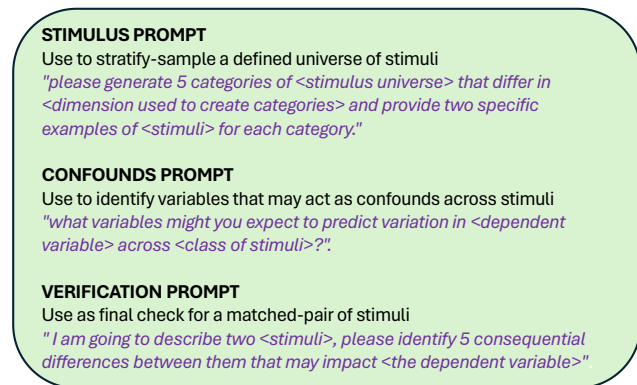 STIMULUS PROMPT
Use to stratify-sample a defined universe of stimuli
"please generate 5 categories of <stimulus universe> that differ in
<dimension used to create categories> and provide two specific
examples of <stimuli> for each category."
CONFOUNDS PROMPT
Use to identify variables that may act as confounds across stimuli
"what variables might you expect to predict variation in <dependent
variable> across <class of stimuli>?".
VERIFICATION PROMPT
Use as final check for a matched-pair of stimuli
" I am going to describe two <stimuli>, please identify 5 consequential
differences between them that may impact <the dependent variable>".